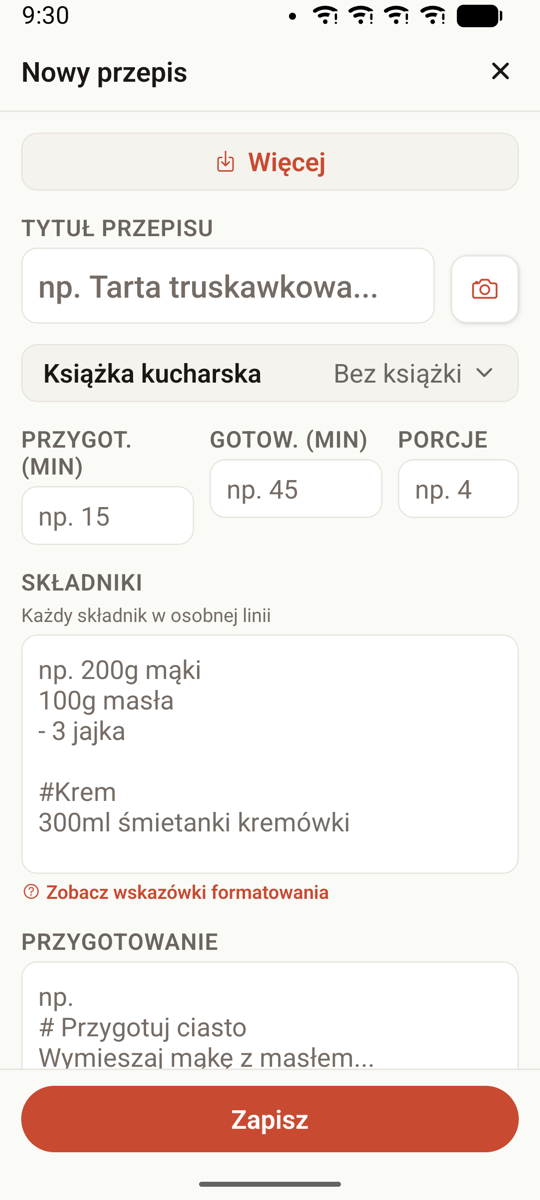 9:30
Nowy przepis
Więcej
TYTUŁ PRZEPISU
np. Tarta truskawkowa...
Książka kucharska Bez książki
PRZYGOT. (MIN)
np. 15
GOTOW. (MIN)
np. 45
PORCJE
np. 4
SKŁADNIKI
Każdy składnik w osobnej linii
np. 200g mąki
100g masła
- 3 jajka
#Krem
300ml śmietanki kremówki
Zobacz wskazówki formatowania
PRZYGOTOWANIE
np.
# Przygotuj ciasto
Wymieszaj mąkę z masłem...
Zapisz